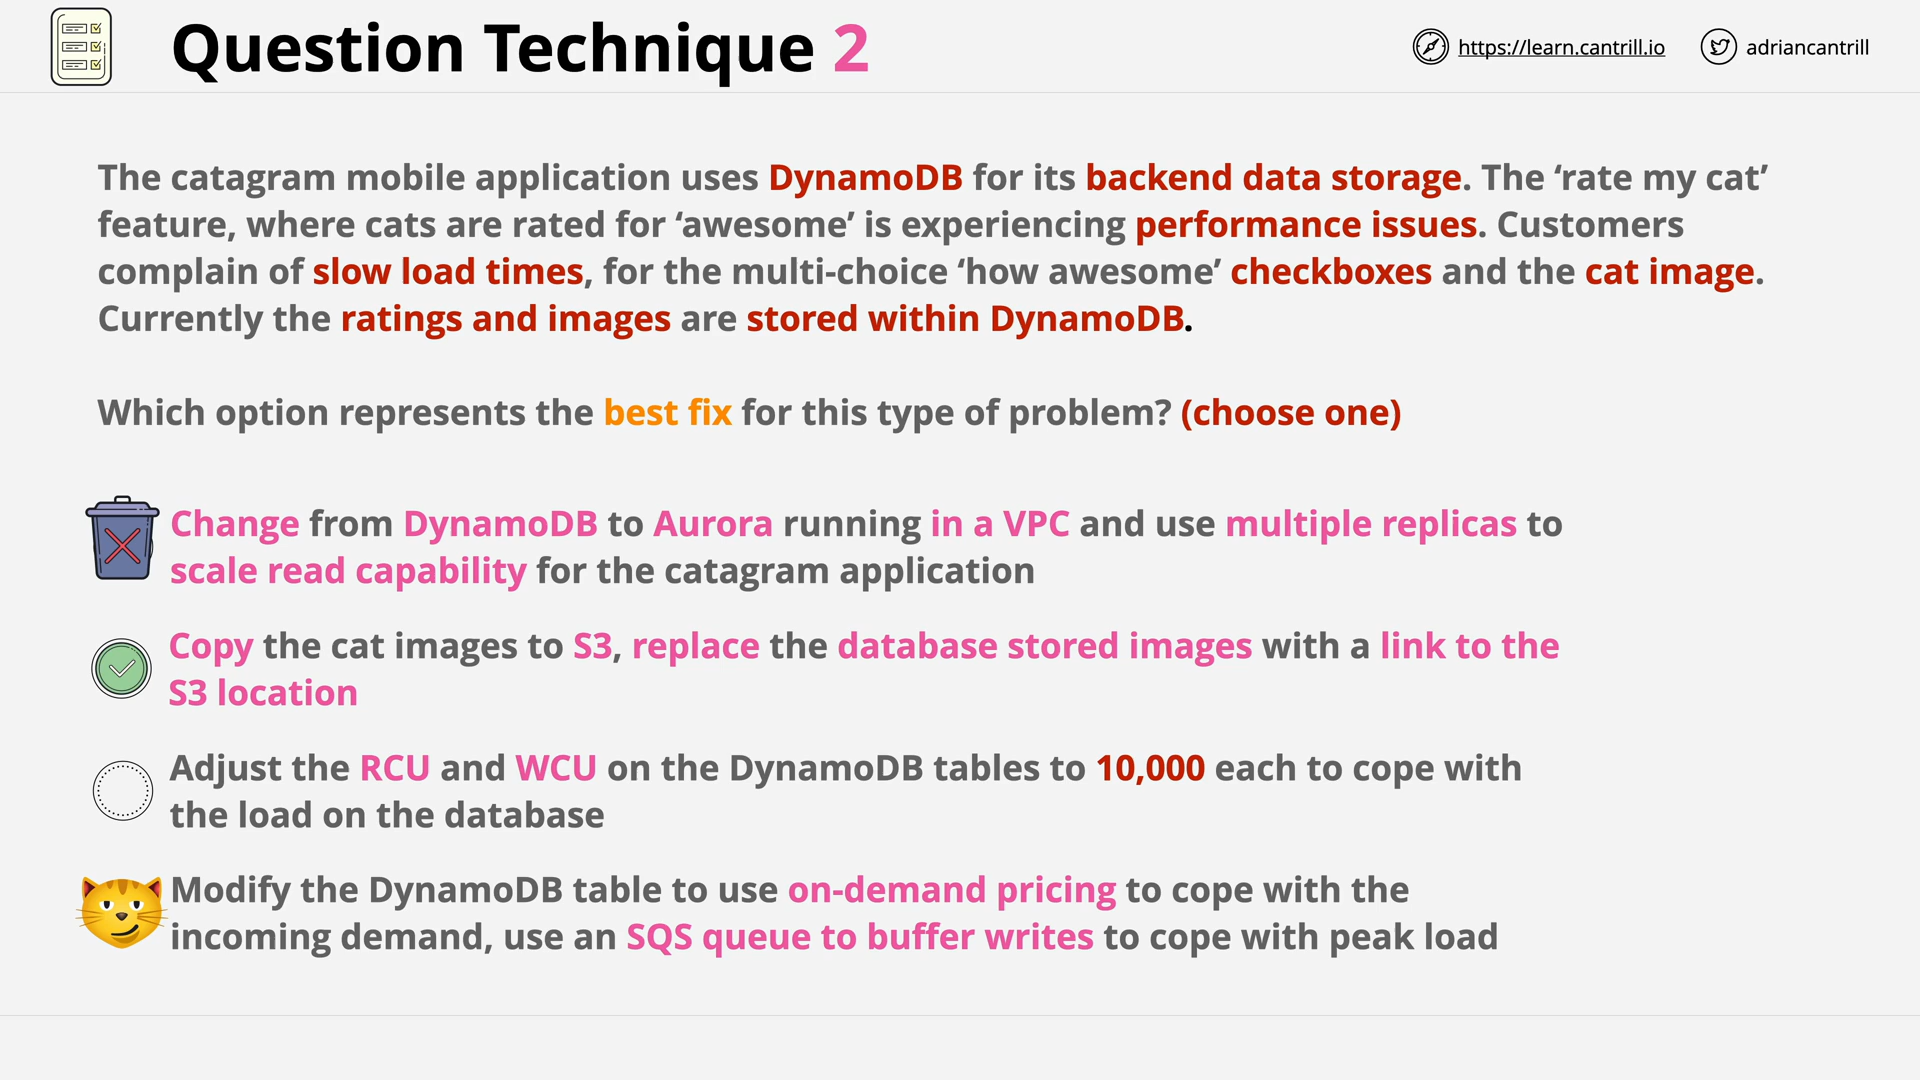 Question Technique 2
https://learn.cantrill.io
adriancantrill
The catagram mobile application uses DynamoDB for its backend data storage. The ‘rate my cat’
feature, where cats are rated for ‘awesome’ is experiencing performance issues. Customers
complain of slow load times, for the multi-choice ‘how awesome’ checkboxes and the cat image.
Currently the ratings and images are stored within DynamoDB.
Which option represents the best fix for this type of problem? (choose one)
Change from DynamoDB to Aurora running in a VPC and use multiple replicas to
scale read capability for the catagram application
Copy the cat images to S3, replace the database stored images with a link to the
S3 location
Adjust the RCU and WCU on the DynamoDB tables to 10,000 each to cope with
the load on the database
Modify the DynamoDB table to use on-demand pricing to cope with the
incoming demand, use an SQS queue to buffer writes to cope with peak load